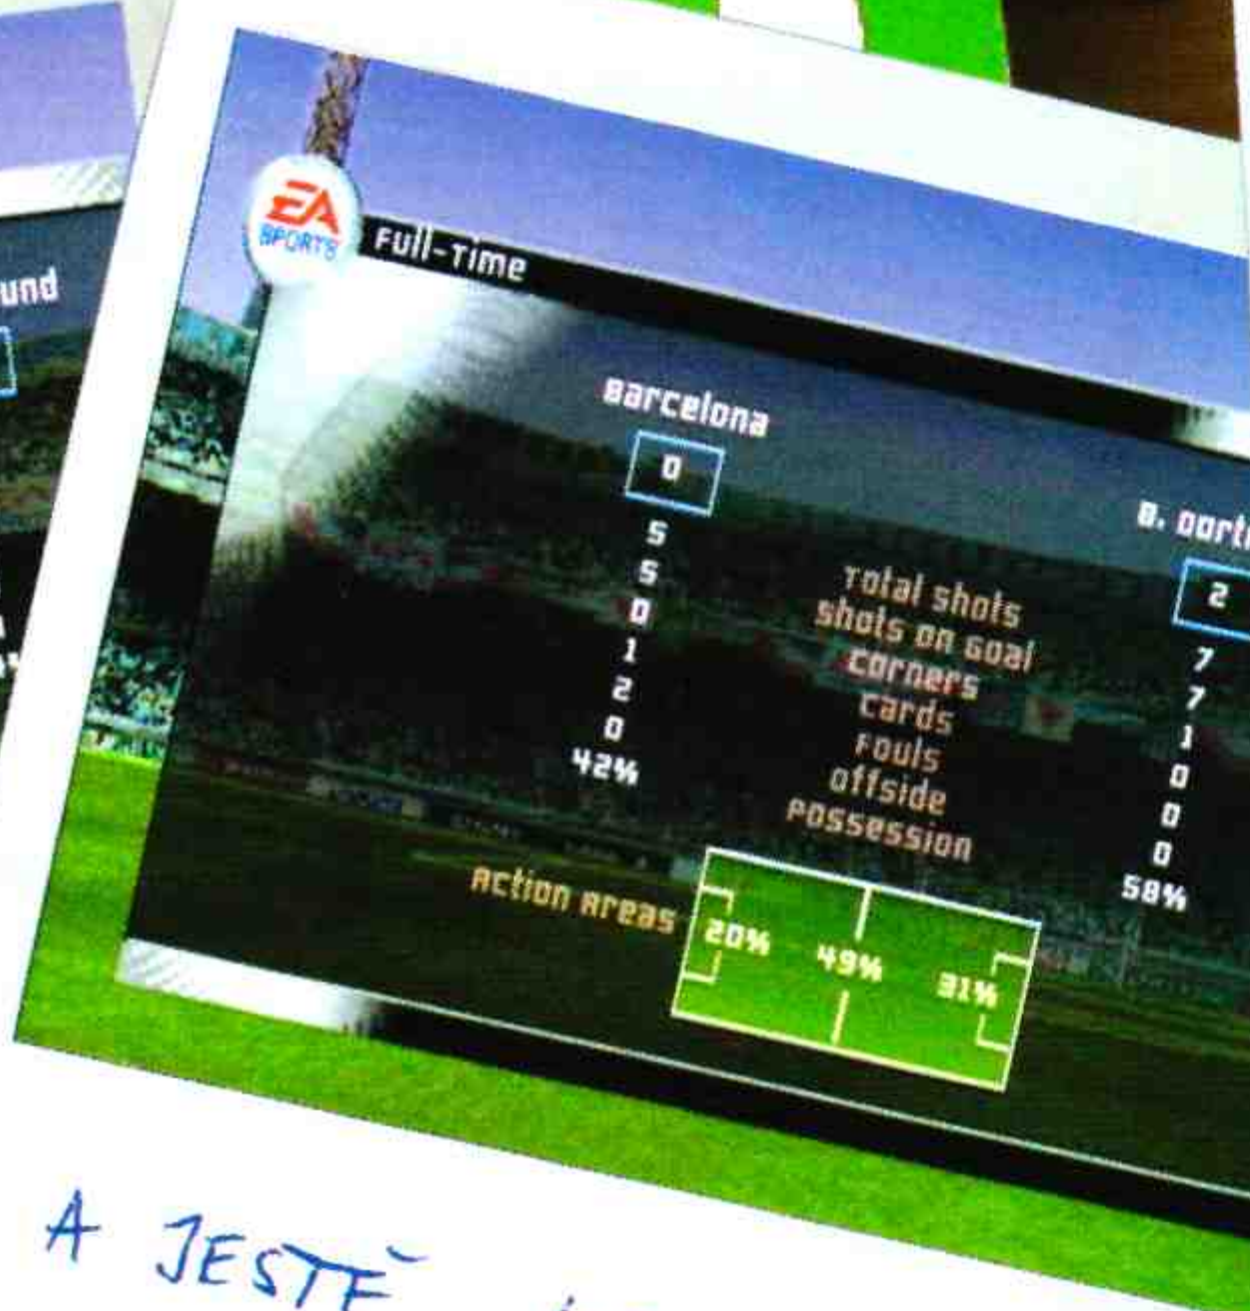 und
EA
SPORTS
Full-Time
Barcelona
B. Dort
0
2
5 Total shots 7
5 Shots on Goal 7
0 Corners 1
1 Cards 0
2 Fouls 0
0 Offside 0
42% Possession 58%
Action Areas
20% 49% 31%
A JESTĚ